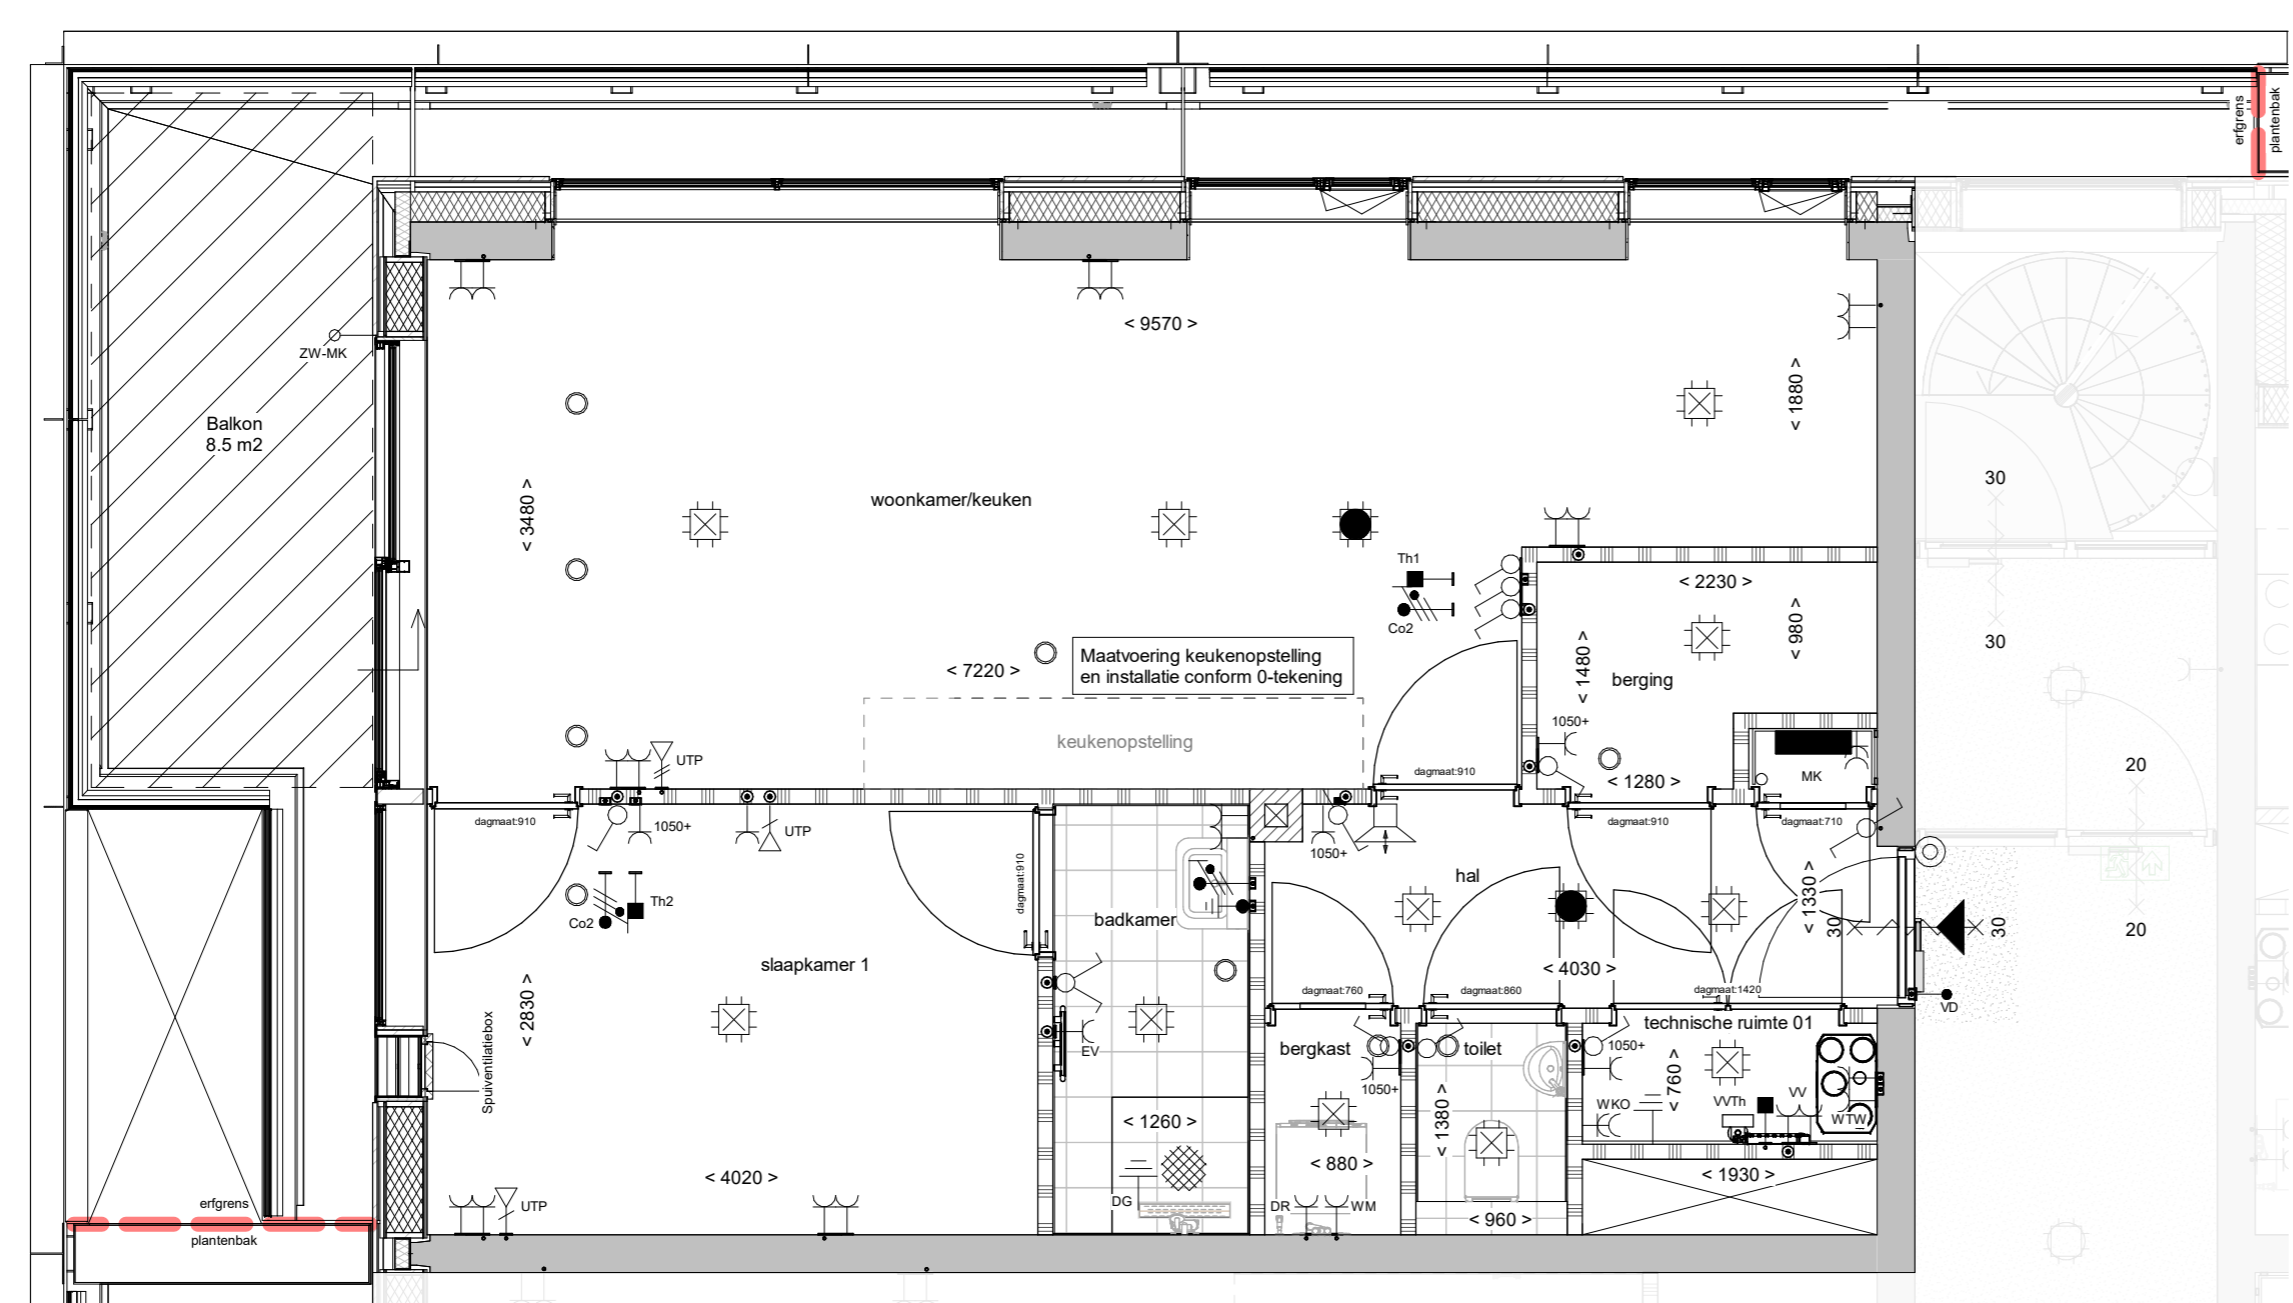 erfgrens
plantenbak
< 9570 >
ZW-MK
Balkon
8.5 m2
< 3480 >
woonkamer/keuken
< 1880 >
30
30
Th1
Co2
< 2230 >
< 980 >
< 1480 >
berging
Maatvoering keukenopstelling
en installatie conform 0-tekening
< 7220 >
keukenopstelling
1050+
< 1280 >
MK
20
20
UTP
dagmaat:910
dagmaat:910
1050+
UTP
dagmaat:910
1050+
dagmaat:910
dagmaat:710
hal
< 1330 >
30
30
Th2
Co2
badkamer
slaapkamer 1
< 4030 >
dagmaat:760
dagmaat:860
dagmaat:1420
VD
< 2830 >
Spuiventilatiebox
EV
bergkast
toilet
technische ruimte 01
1050+
1050+
< 760 >
WKO
VVTh
VV
WTW
< 1260 >
< 1380 >
< 880 >
< 1930 >
< 4020 >
UTP
DG
DR
WM
< 960 >
erfgrens
plantenbak